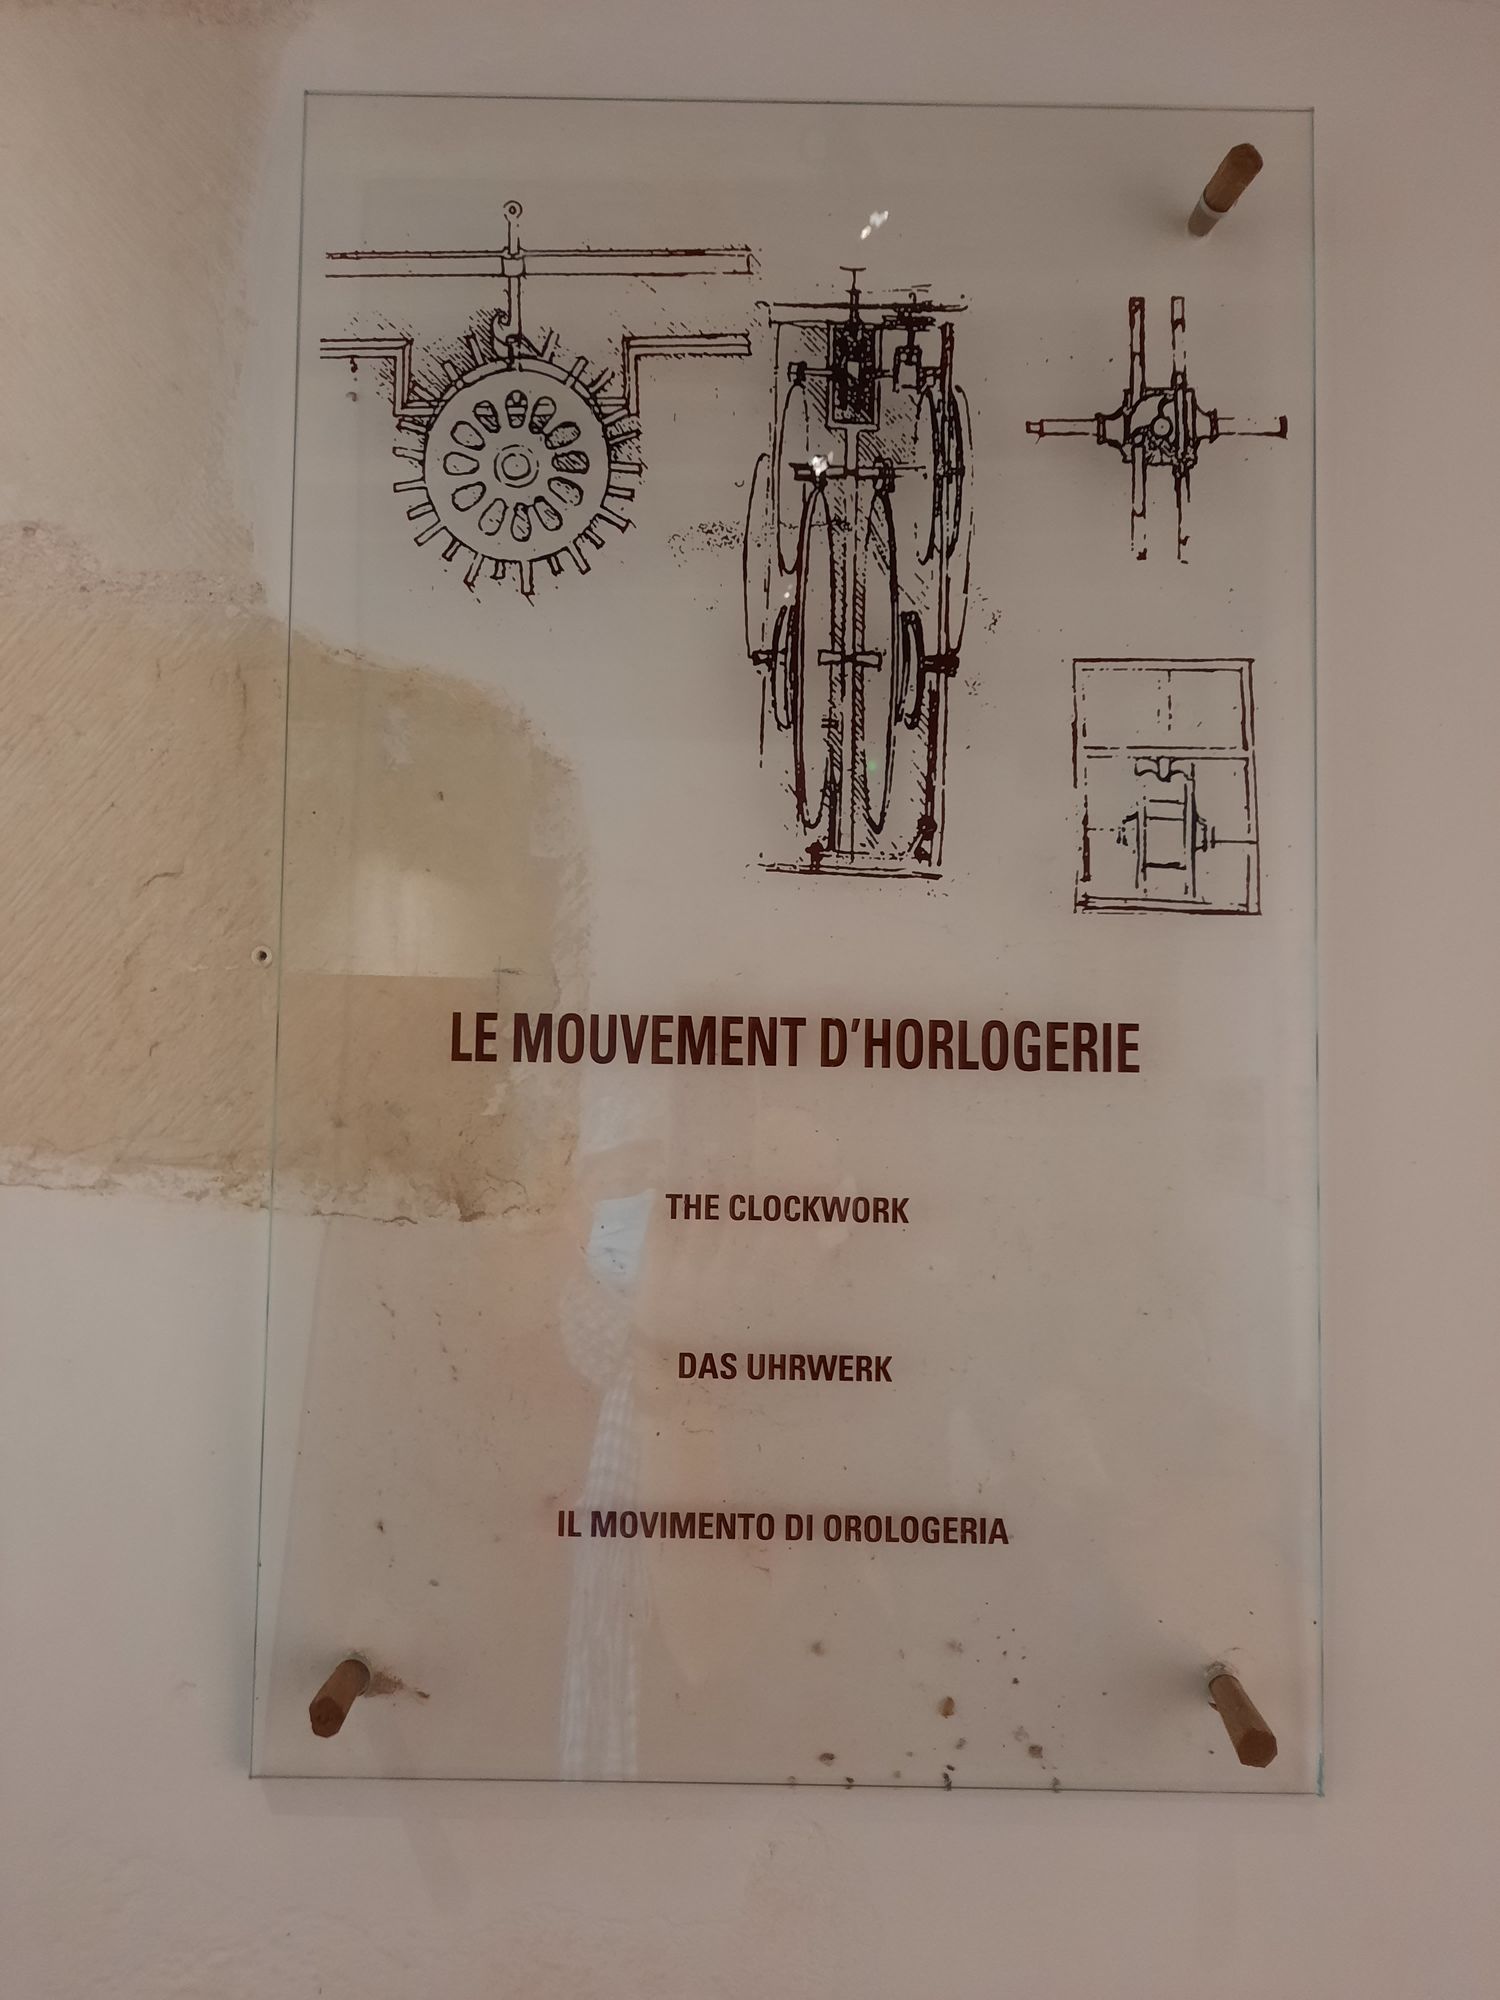 LE MOUVEMENT D'HORLOGERIE
THE CLOCKWORK
DAS UHRWERK
IL MOVIMENTO DI OROLOGERIA